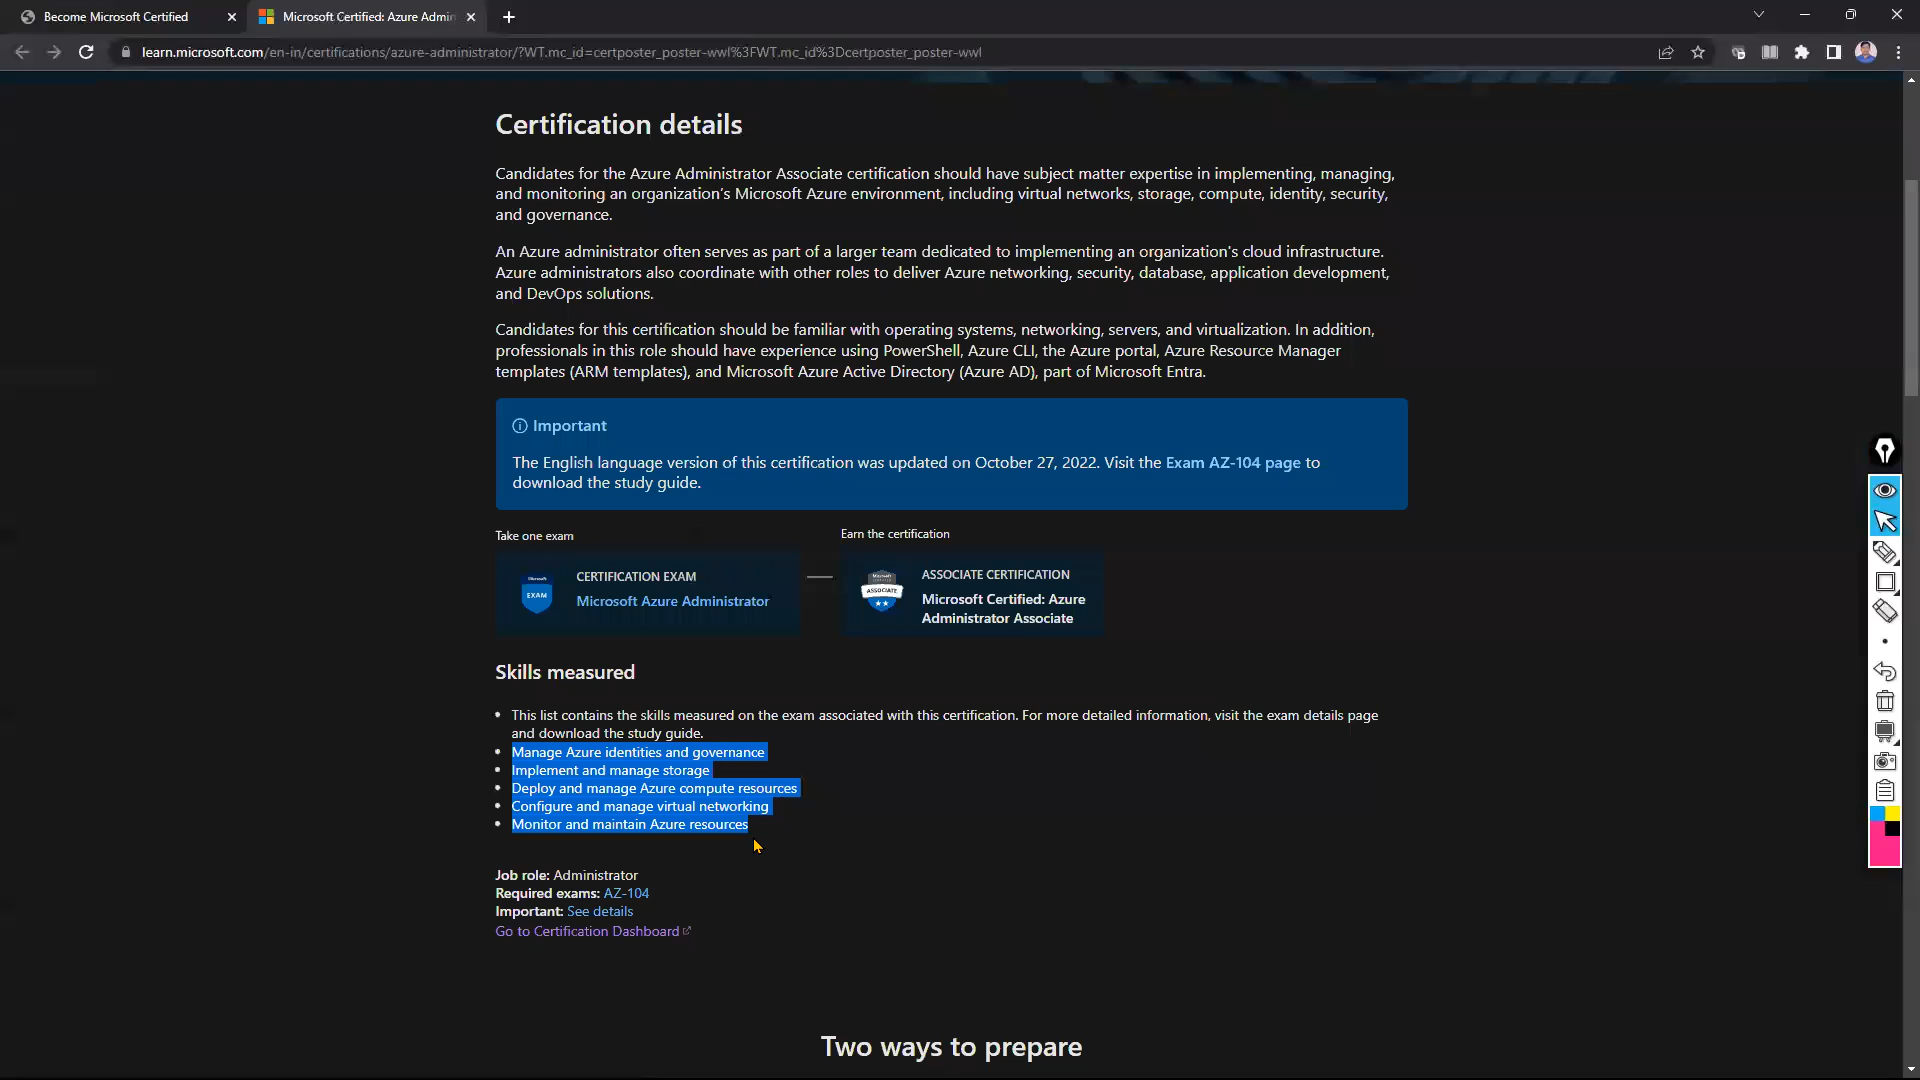 Become Microsoft Certified
Microsoft Certified: Azure Admin
learn.microsoft.com/en-in/certifications/azure-administrator/?WT.mc_id=certposter_poster-wwl%3FWT.mc_id%3Dcertposter_poster-wwl
Certification details
Candidates for the Azure Administrator Associate certification should have subject matter expertise in implementing, managing,
and monitoring an organization's Microsoft Azure environment, including virtual networks, storage, compute, identity, security,
and governance.
An Azure administrator often serves as part of a larger team dedicated to implementing an organization's cloud infrastructure.
Azure administrators also coordinate with other roles to deliver Azure networking, security, database, application development,
and DevOps solutions.
Candidates for this certification should be familiar with operating systems, networking, servers, and virtualization. In addition,
professionals in this role should have experience using PowerShell, Azure CLI, the Azure portal, Azure Resource Manager
templates (ARM templates), and Microsoft Azure Active Directory (Azure AD), part of Microsoft Entra.
Important
The English language version of this certification was updated on October 27, 2022. Visit the Exam AZ-104 page to
download the study guide.
Take one exam
Earn the certification
Microsoft
EXAM
CERTIFICATION EXAM
Microsoft Azure Administrator
ASSOCIATE
ASSOCIATE CERTIFICATION
Microsoft Certified: Azure
Administrator Associate
Skills measured
• This list contains the skills measured on the exam associated with this certification. For more detailed information, visit the exam details page
and download the study guide.
• Manage Azure identities and governance
• Implement and manage storage
• Deploy and manage Azure compute resources
• Configure and manage virtual networking
• Monitor and maintain Azure resources
Job role: Administrator
Required exams: AZ-104
Important: See details
Go to Certification Dashboard
Two ways to prepare